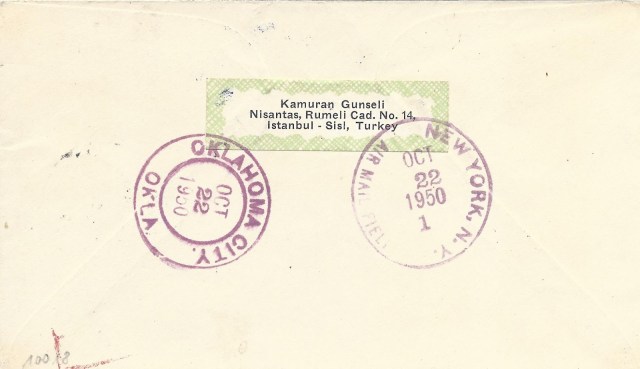 Kamuran Gunseli
Nisantas, Rumeli Cad. No. 14,
Istanbul - Sisl, Turkey
OKLAHOMA CITY.
OKLA.
OCT
22
1950
NEW YORK, N.Y.
AIR MAIL FIELD
OCT
22
1950
1